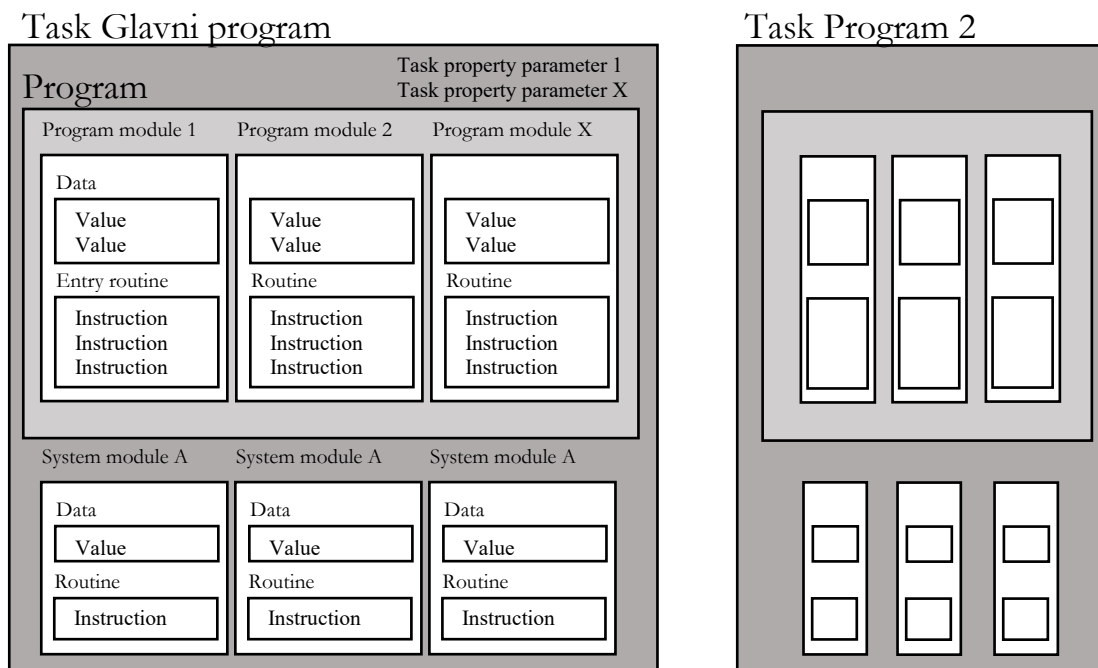 Task Glavni program
Task Program 2
Program
Task property parameter 1
Task property parameter X
Program module 1
Program module 2
Program module X
Data
Value
Value
Value
Value
Value
Value
Entry routine
Routine
Routine
Instruction
Instruction
Instruction
Instruction
Instruction
Instruction
Instruction
Instruction
Instruction
System module A
System module A
System module A
Data
Data
Data
Value
Value
Value
Routine
Routine
Routine
Instruction
Instruction
Instruction